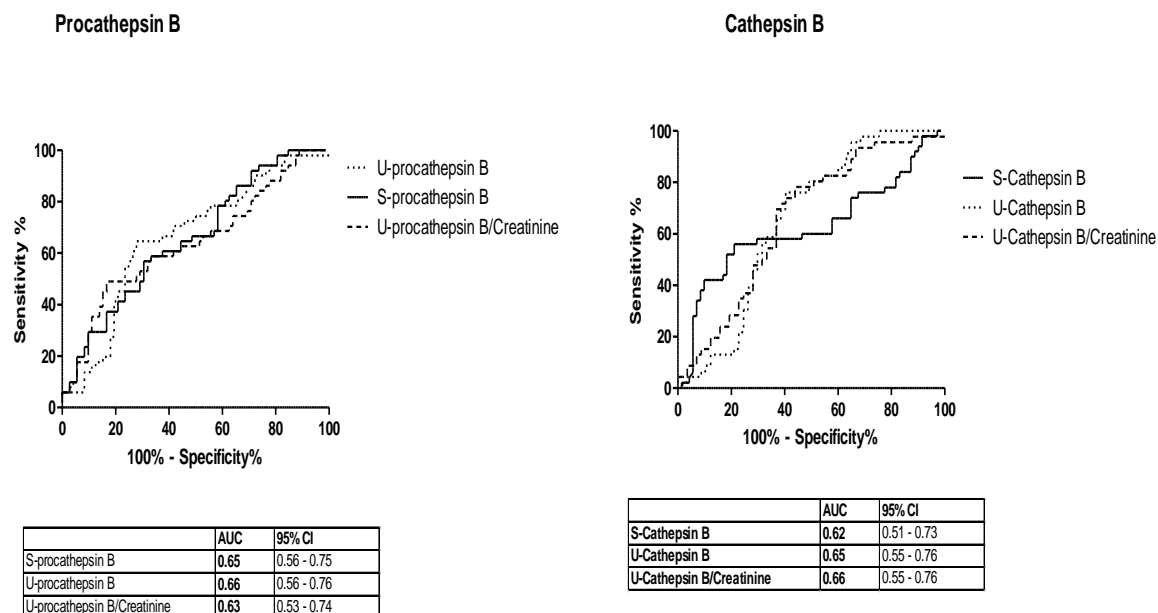 Procathepsin B
Cathepsin B
100
80
60
40
20
0
Sensitivity %
0 20 40 60 80 100
100% - Specificity%
U-procathepsin B
S-procathepsin B
U-procathepsin B/Creatinine
100
80
60
40
20
0
Sensitivity %
0 20 40 60 80 100
100% - Specificity%
S-Cathepsin B
U-Cathepsin B
U-Cathepsin B/Creatinine
AUC 95% CI
S-procathepsin B 0.65 0.56 - 0.75
U-procathepsin B 0.66 0.56 - 0.76
U-procathepsin B/Creatinine 0.63 0.53 - 0.74
AUC 95% CI
S-Cathepsin B 0.62 0.51 - 0.73
U-Cathepsin B 0.65 0.55 - 0.76
U-Cathepsin B/Creatinine 0.66 0.55 - 0.76